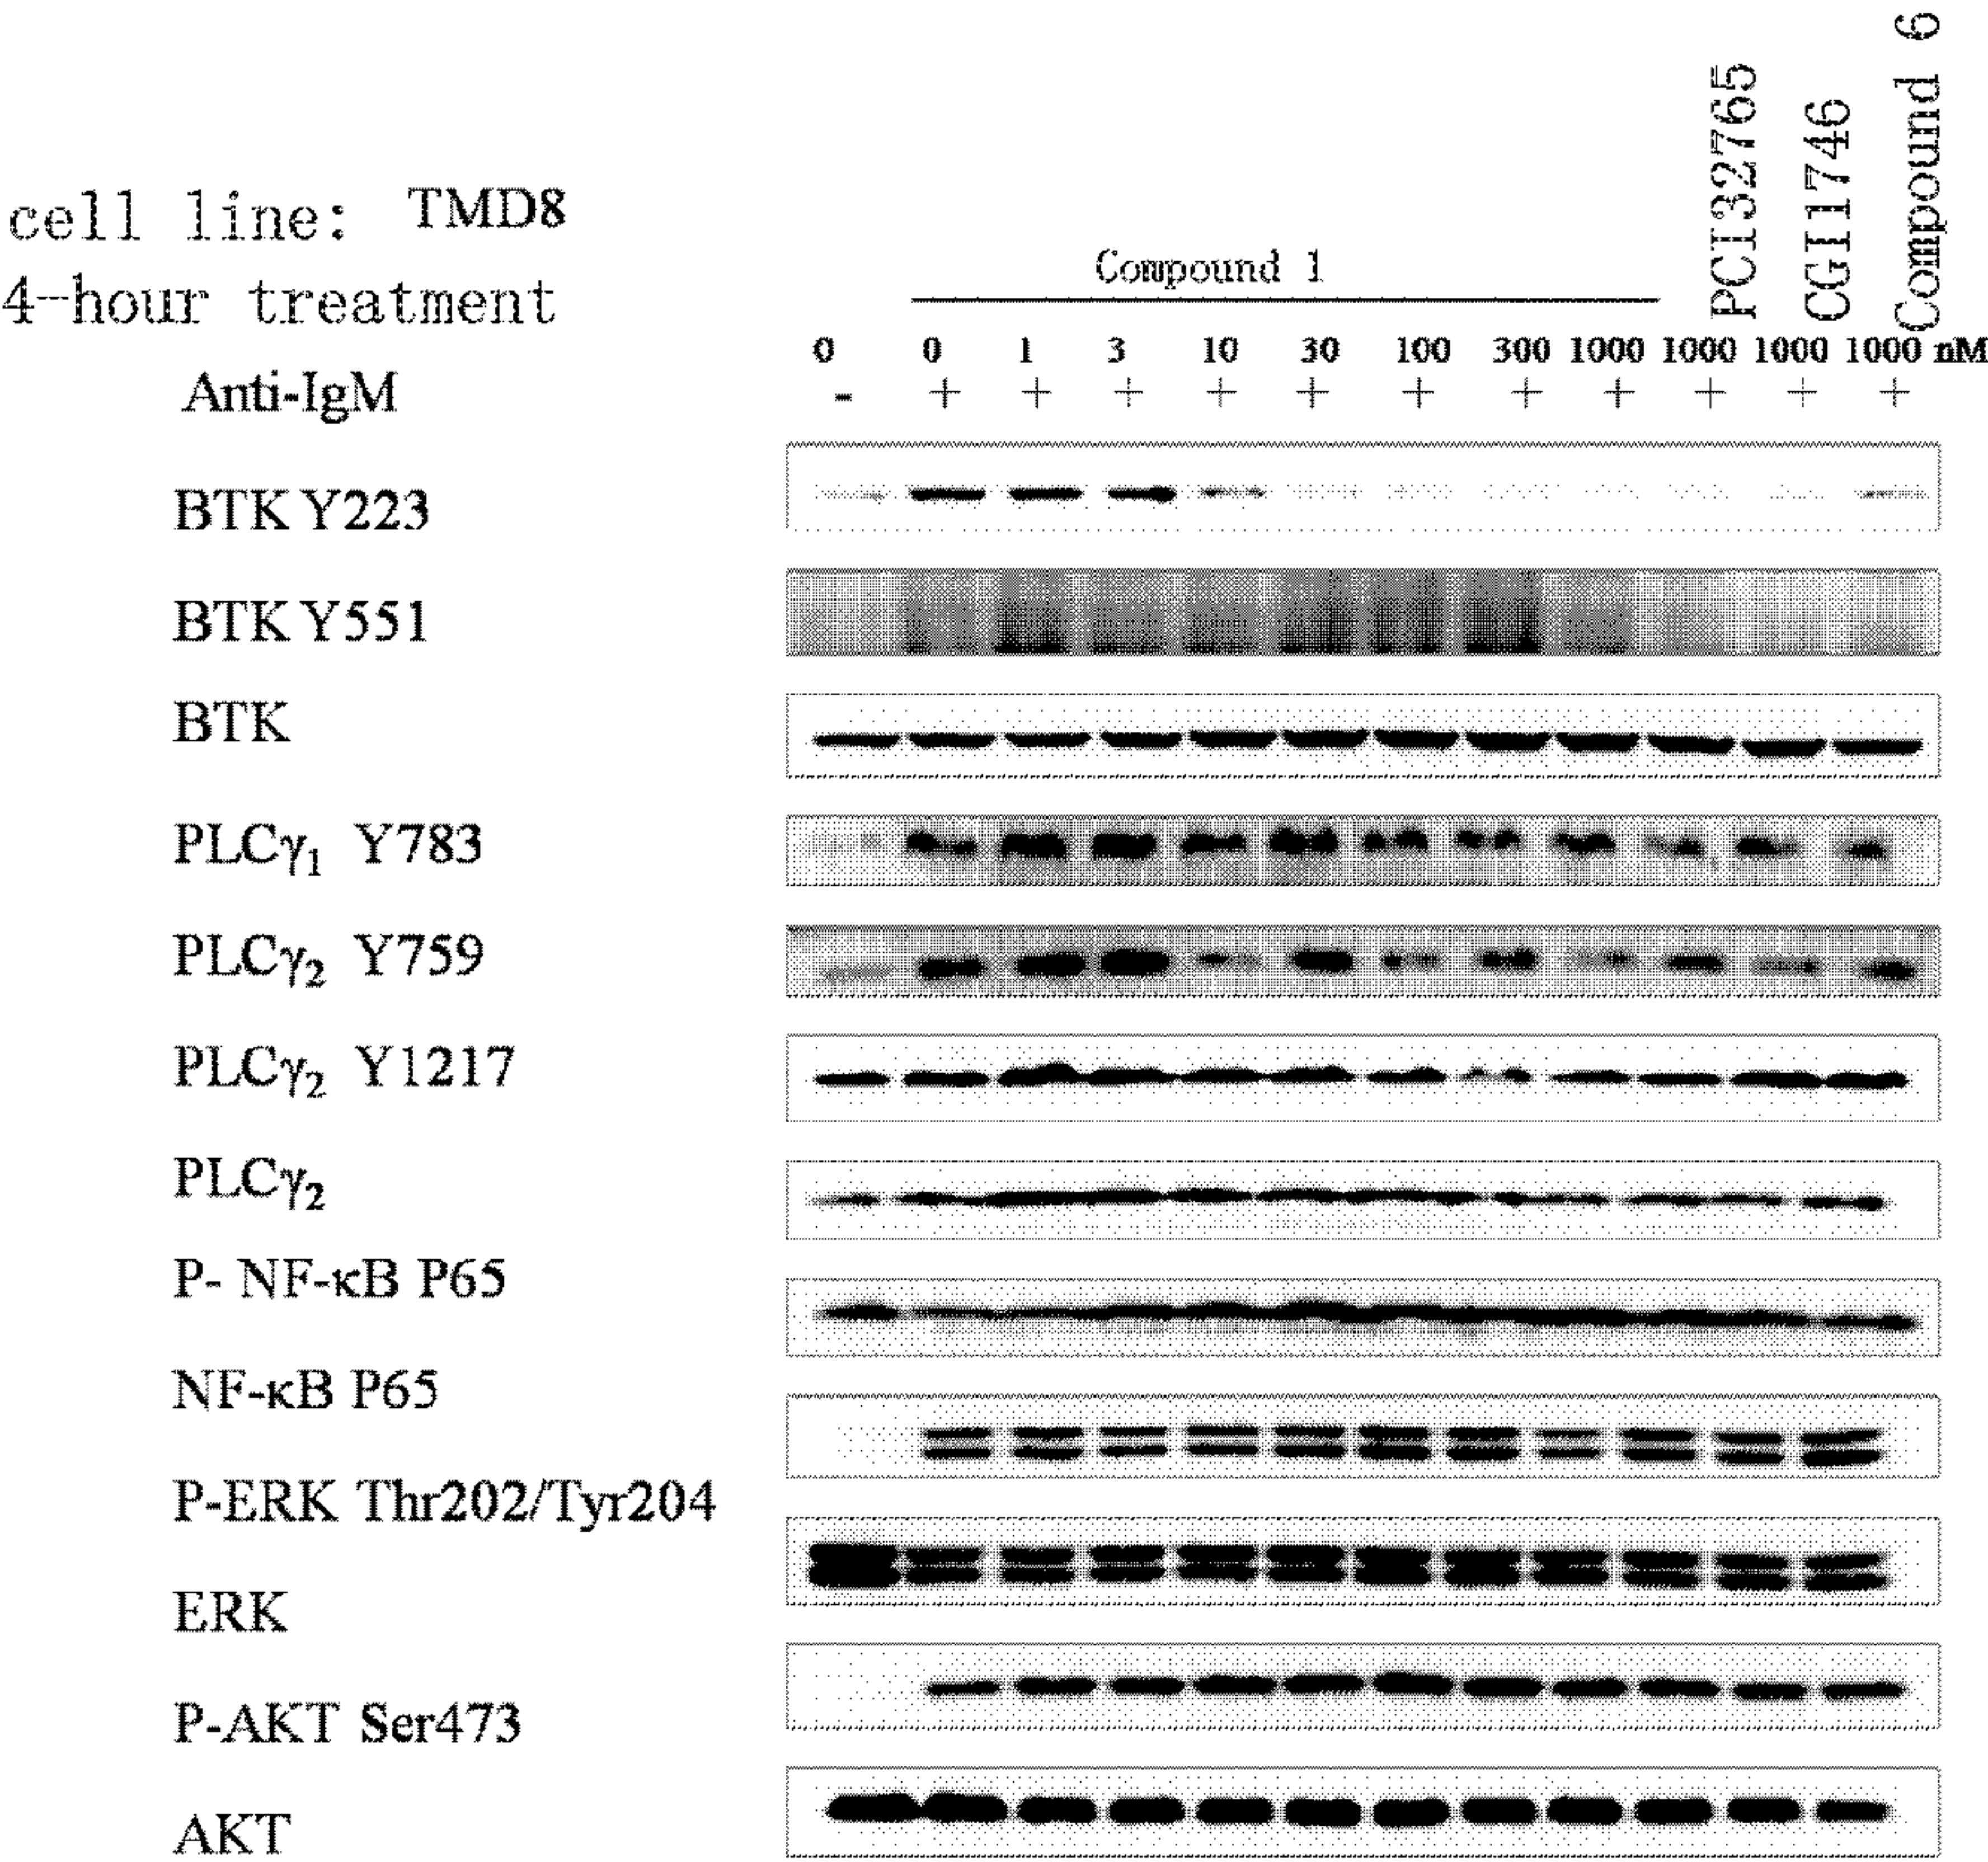 PCI32765
CGI1746
Compound 6
cell line: TMD8
4-hour treatment
Compound 1
0 0 1 3 10 30 100 300 1000 1000 1000 1000 nM
Anti-IgM - + + + + + + + + + + +
BTK Y223
BTK Y551
BTK
PLCγ₁ Y783
PLCγ₂ Y759
PLCγ₂ Y1217
PLCγ₂
P- NF-κB P65
NF-κB P65
P-ERK Thr202/Tyr204
ERK
P-AKT Ser473
AKT